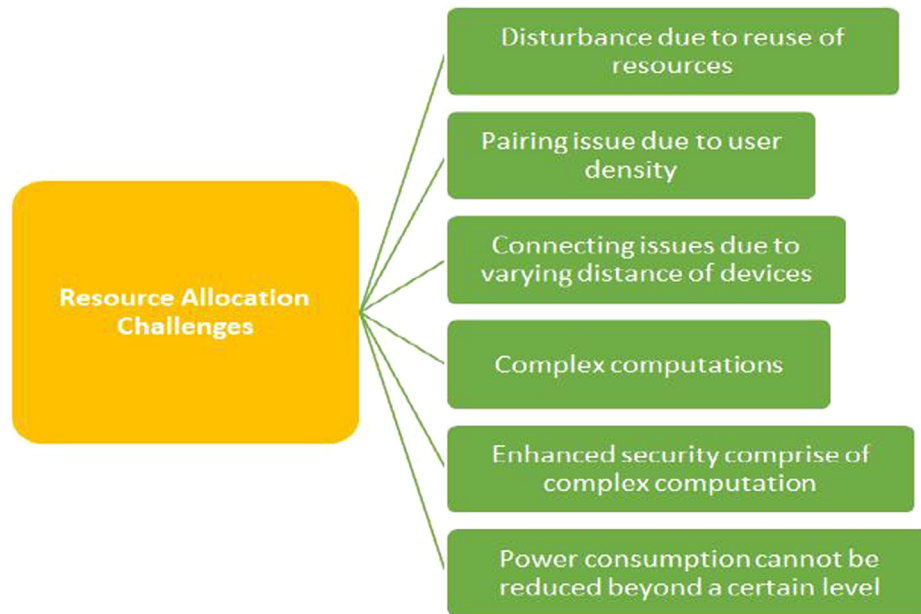 Resource Allocation
Challenges
Disturbance due to reuse of
resources
Pairing issue due to user
density
Connecting issues due to
varying distance of devices
Complex computations
Enhanced security comprise of
complex computation
Power consumption cannot be
reduced beyond a certain level